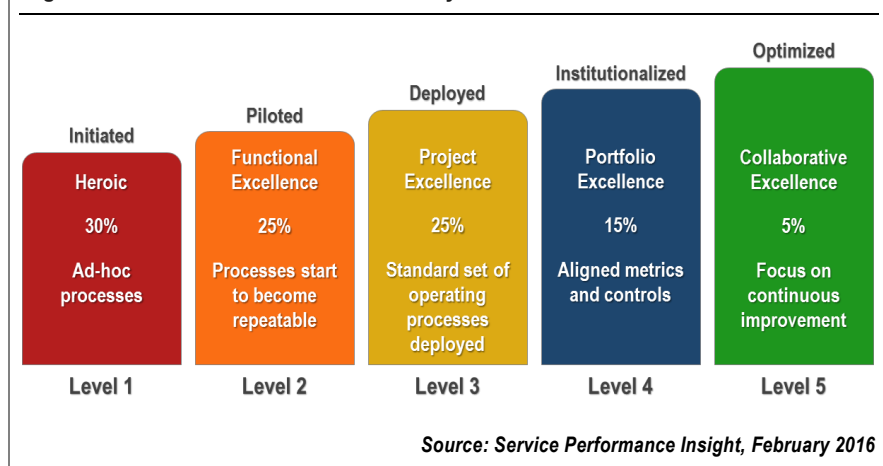 Optimized
Institutionalized
Deployed
Piloted
Initiated
Heroic
30%
Ad-hoc
processes
Functional
Excellence
25%
Processes start
to become
repeatable
Project
Excellence
25%
Standard set of
operating
processes
deployed
Portfolio
Excellence
15%
Aligned metrics
and controls
Collaborative
Excellence
5%
Focus on
continuous
improvement
Level 1
Level 2
Level 3
Level 4
Level 5
Source: Service Performance Insight, February 2016